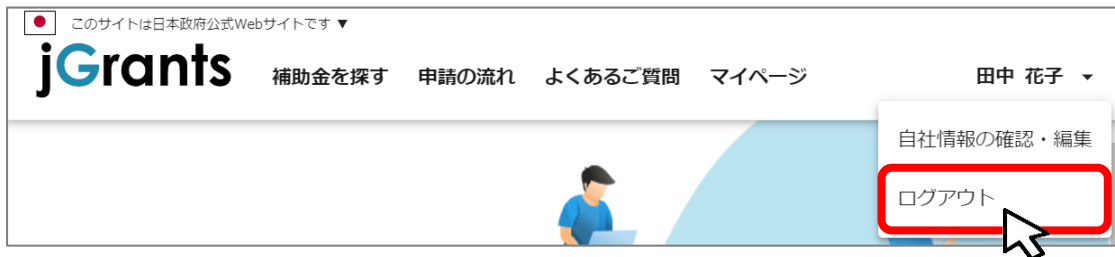 このサイトは日本政府公式Webサイトです ▼
jGrants 補助金を探す 申請の流れ よくあるご質問 マイページ 田中 花子 ▼
自社情報の確認・編集
ログアウト